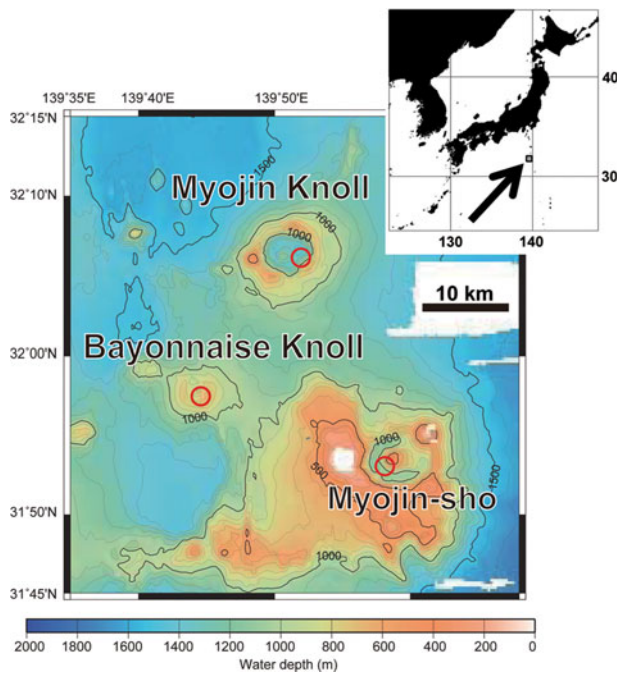 139°35'E 139°40'E 139°50'E
32°15'N
32°10'N
32°00'N
31°50'N
31°45'N
40
30
130 140
1500
Myojin Knoll
1000
1000
10 km
Bayonnaise Knoll
1000
1000
500
1500
Myojin-sho
1000
2000 1800 1600 1400 1200 1000 800 600 400 200 0
Water depth (m)